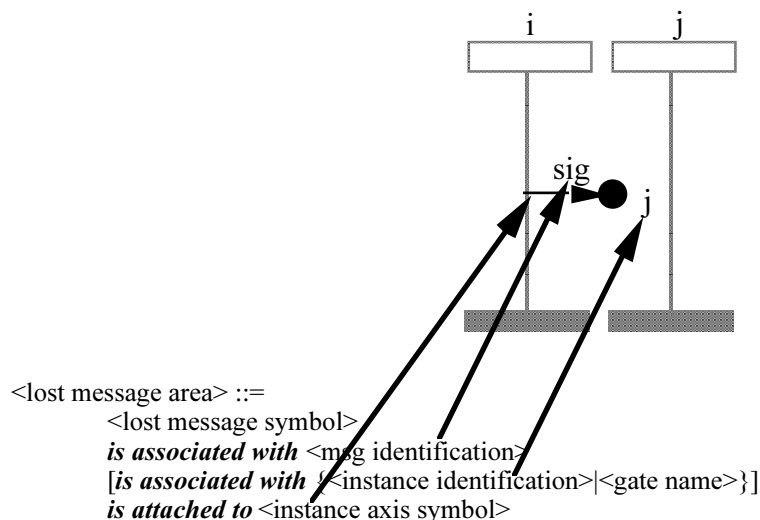 i j
sig
j
<lost message area> ::=
<lost message symbol>
is associated with <msg identification>
[is associated with {<instance identification>|<gate name>}]
is attached to <instance axis symbol>